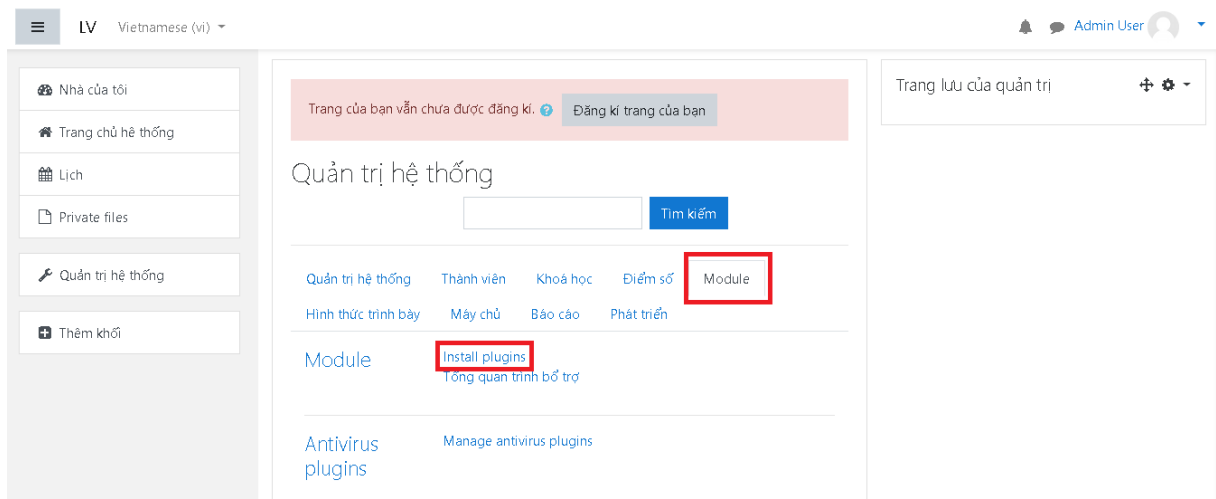 LV Vietnamese (vi) Admin User
Nhà của tôi
Trang chủ hê thống
Lịch
Private files
Quản trị hệ thống
Thêm khối
Trang của bạn vẫn chưa được đăng kí. Đăng kí trang của bạn
Quản trị hệ thống
Tìm kiếm
Quản trị hệ thống Thành viên Khoá học Điểm số Module
Hình thức trình bày Máy chủ Báo cáo Phát triển
Module Install plugins
Tổng quan trình bổ trợ
Antivirus plugins Manage antivirus plugins
Trang lưu của quản trị